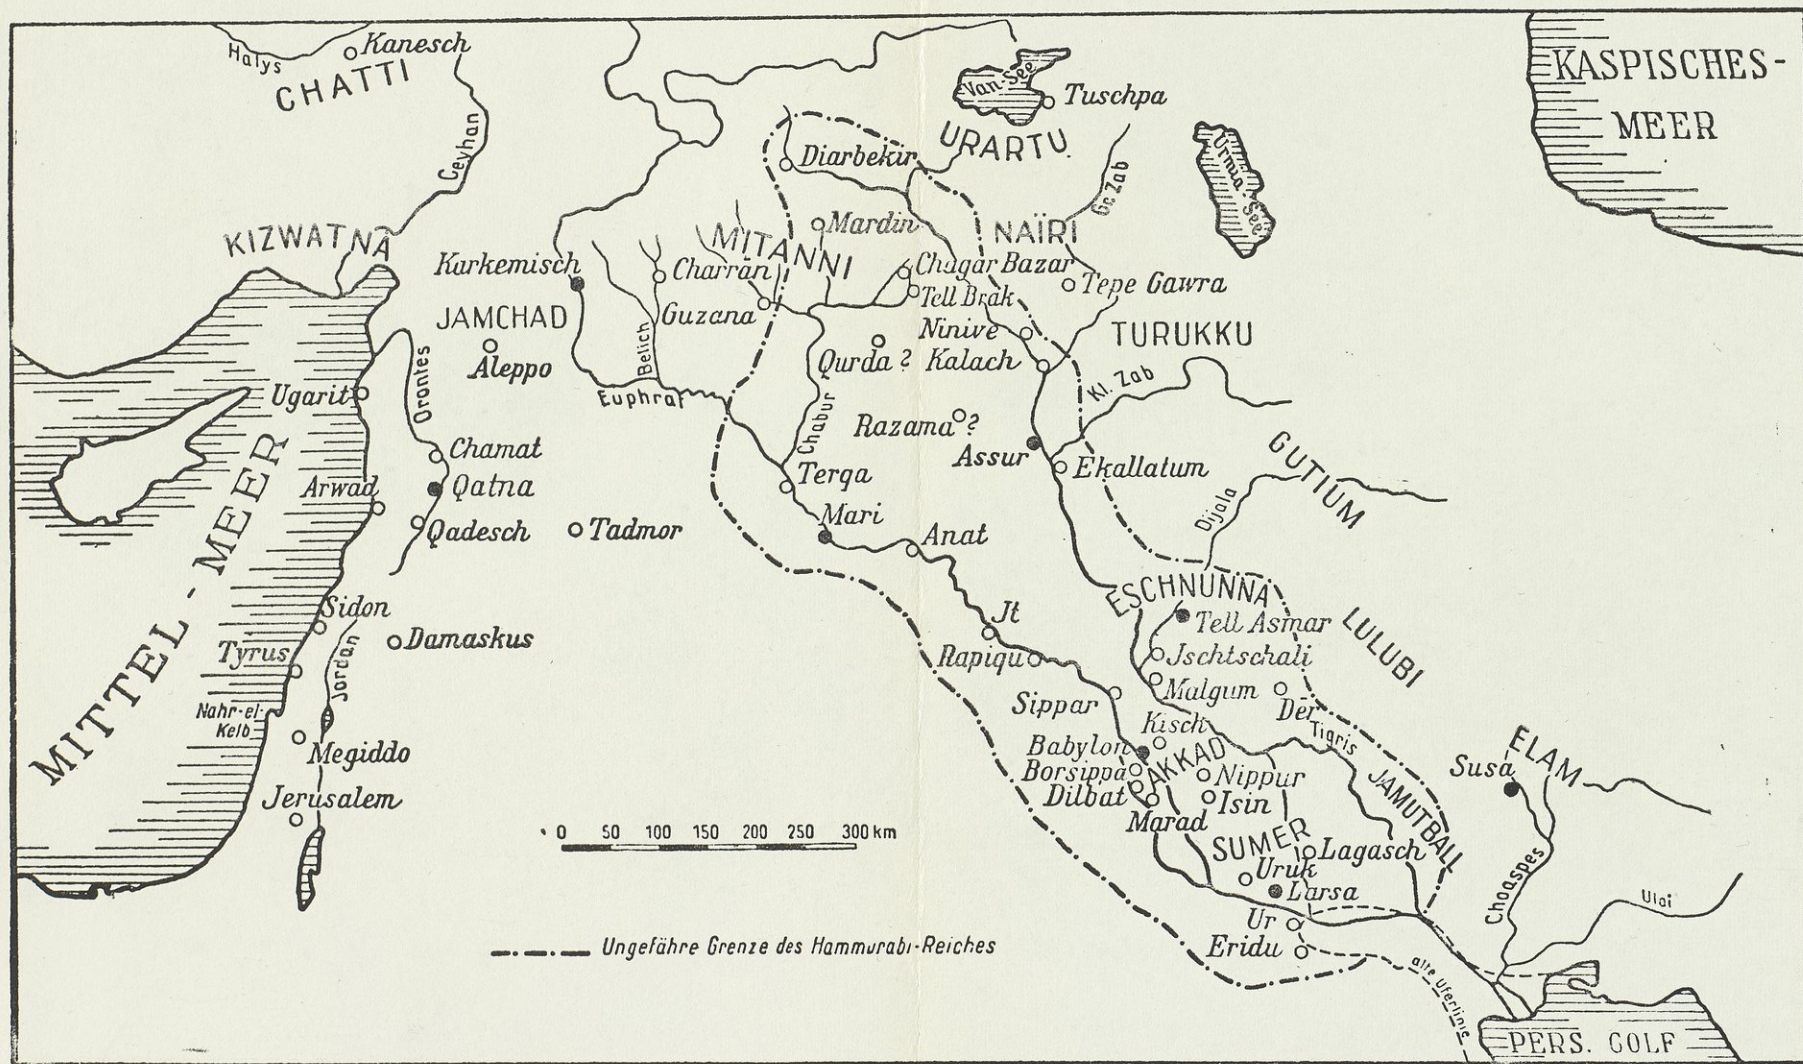 Halys
Kanesch
CHATTI
Ceyhan
Van-See
Tuschpa
URARTU.
KASPISCHES-
MEER
Urmia-See
Gr. Zab
Diarbekir
KIZWATNA
Mardin
MITANNI
NAÏRI
Karkemisch
Charrān
Chagar Bazar
Tepe Gawra
Tell Brak
JAMCHAD
Guzana
Ninive
TURUKKU
Aleppo
Belich
Qurda ?
Kalach
Kl. Zab
Ugarit
Orontes
Euphrat
Chabur
Razama ?
Assur
Ekallatum
GUTIUM
Chamat
Qatna
Arwad
Terqa
Dijala
Qadesch
Tadmor
Mari
Anat
MITTEL-MEER
ESCHNUNNA
Tell Asmar
LULUBI
Sidon
Jt
Tyrus
Jordan
Damaskus
Rapiqu
Jschtschali
Malgum
Dēr
Nahr-el-
Kelb
Sippar
Kisch
Tigris
Megiddo
Babylon
AKKAD
ELAM
Borsippa
Nippur
Susa
Dilbat
Isin
JAMUTBALL
Jerusalem
Marad
0 50 100 150 200 250 300 km
SUMER
Lagasch
Uruk
Larsa
Choaspes
Ulai
Ur
Eridu
Ungefähre Grenze des Hammurabi-Reiches
alte Uferlinie
PERS. GOLF